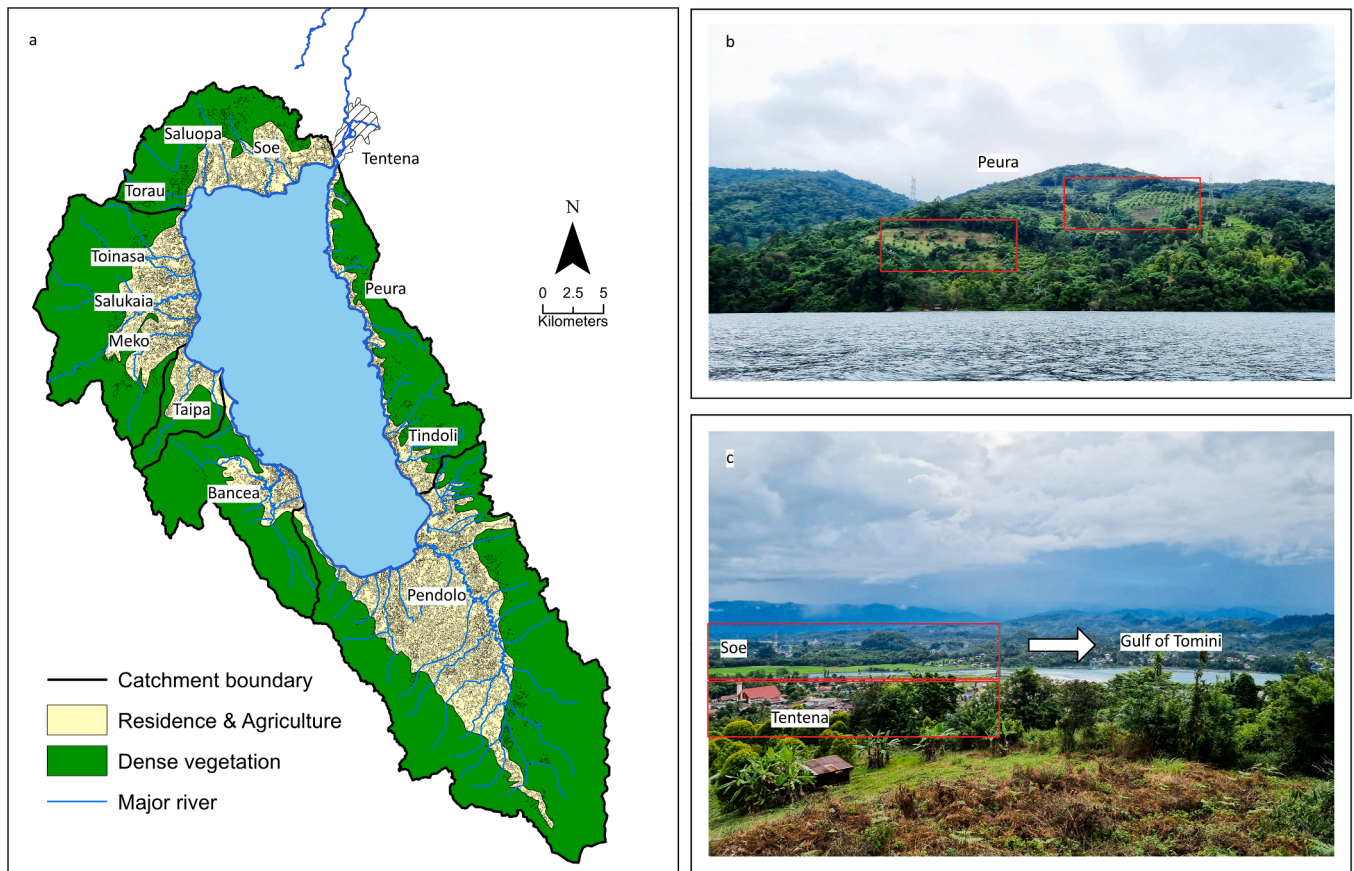 a
Saluopa
Soe
Tentena
Torau
N
Toinasa
Peura
0 2.5 5
Kilometers
Salukaia
Meko
Taipa
Tindoli
Bancea
Pendolo
Catchment boundary
Residence & Agriculture
Dense vegetation
Major river
b
Peura
c
Soe
Gulf of Tomini
Tentena